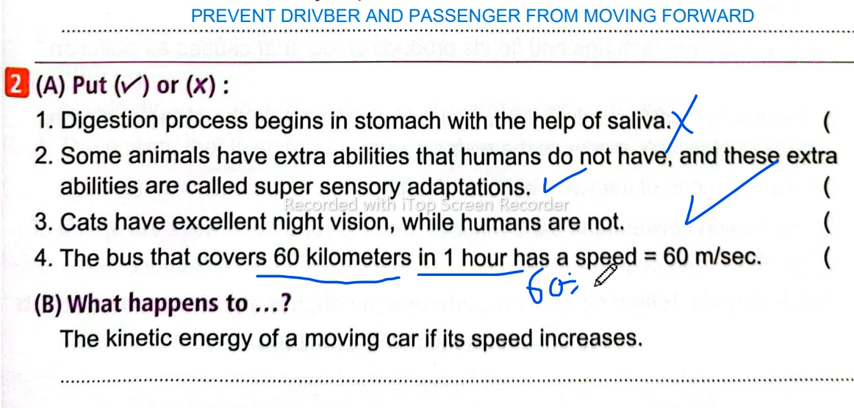 PREVENT DRIVBER AND PASSENGER FROM MOVING FORWARD
2 (A) Put (✓) or (x) :
1. Digestion process begins in stomach with the help of saliva. X (
2. Some animals have extra abilities that humans do not have, and these extra
abilities are called super sensory adaptations. ✓ (
Recorded with iTop Screen Recorder
3. Cats have excellent night vision, while humans are not. ✓ (
4. The bus that covers 60 kilometers in 1 hour has a speed = 60 m/sec. (
60÷
(B) What happens to ...?
The kinetic energy of a moving car if its speed increases.